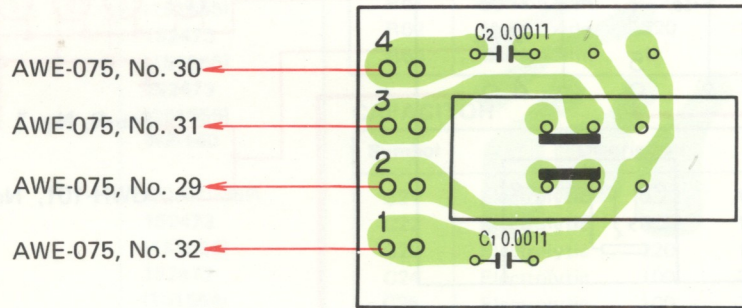 C2 0.0011
4
AWE-075, No. 30
3
AWE-075, No. 31
2
AWE-075, No. 29
1
AWE-075, No. 32
C1 0.0011